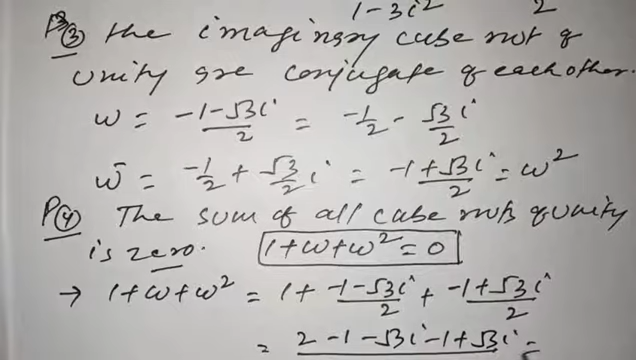 1-3i² 2
P③ The imaginary cube root of
unity are conjugate of each other.
ω = (-1-√3i)/2 = -1/2 - √3i/2
ω̄ = -1/2 + √3/2 i = (-1+√3i)/2 = ω²
P④ The sum of all cube roots of unity
is zero. 1+ω+ω²=0
→ 1+ω+ω² = 1 + (-1-√3i)/2 + (-1+√3i)/2
= 2-1-√3i-1+√3i =